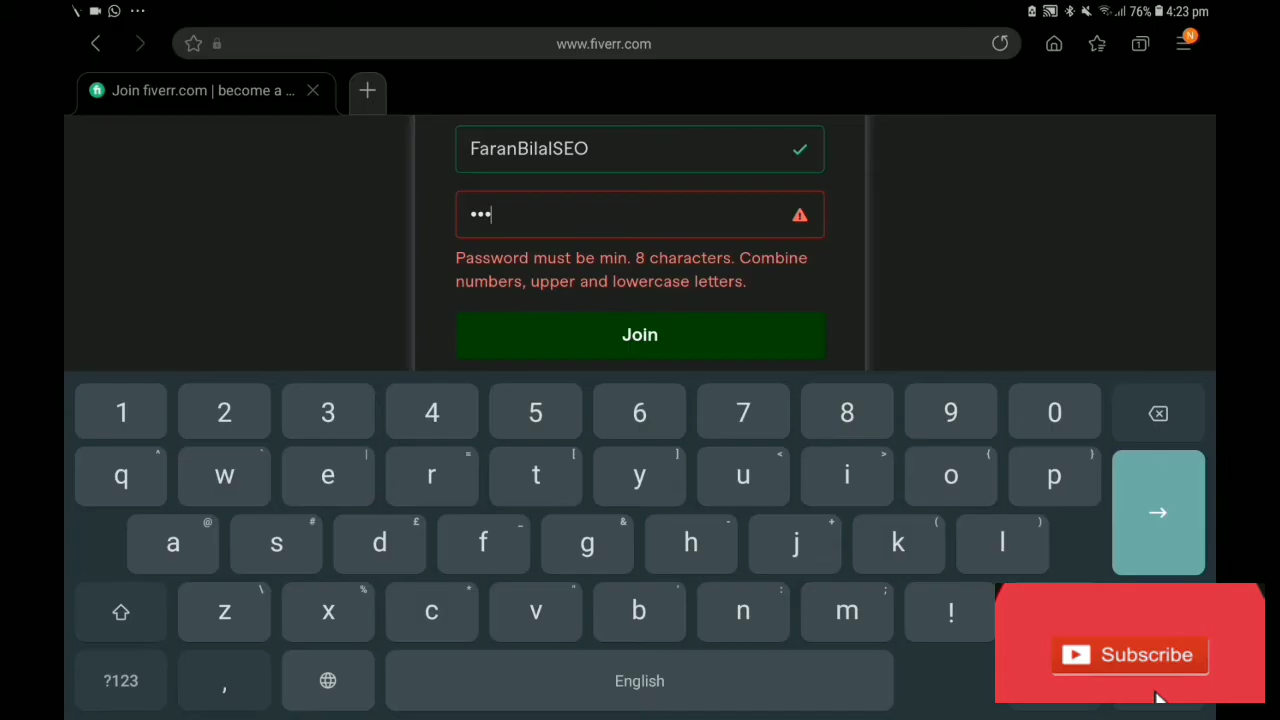 76% 4:23 pm
www.fiverr.com
1
N
fi Join fiverr.com | become a ...
FaranBilalSEO
•••
Password must be min. 8 characters. Combine
numbers, upper and lowercase letters.
Join
1 2 3 4 5 6 7 8 9 0
q w e r t y u i o p
a s d f g h j k l
z x c v b n m !
?123 , English
Subscribe